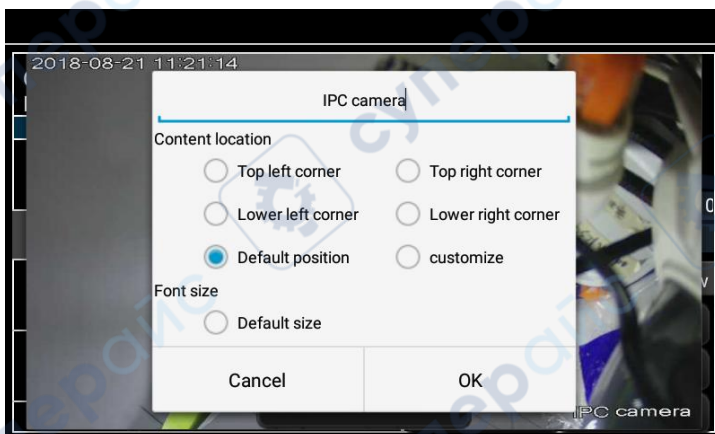 2018-08-21 11:21:14
IPC camera
Content location
Top left corner
Top right corner
Lower left corner
Lower right corner
Default position
customize
Font size
Default size
Cancel
OK
IPC camera